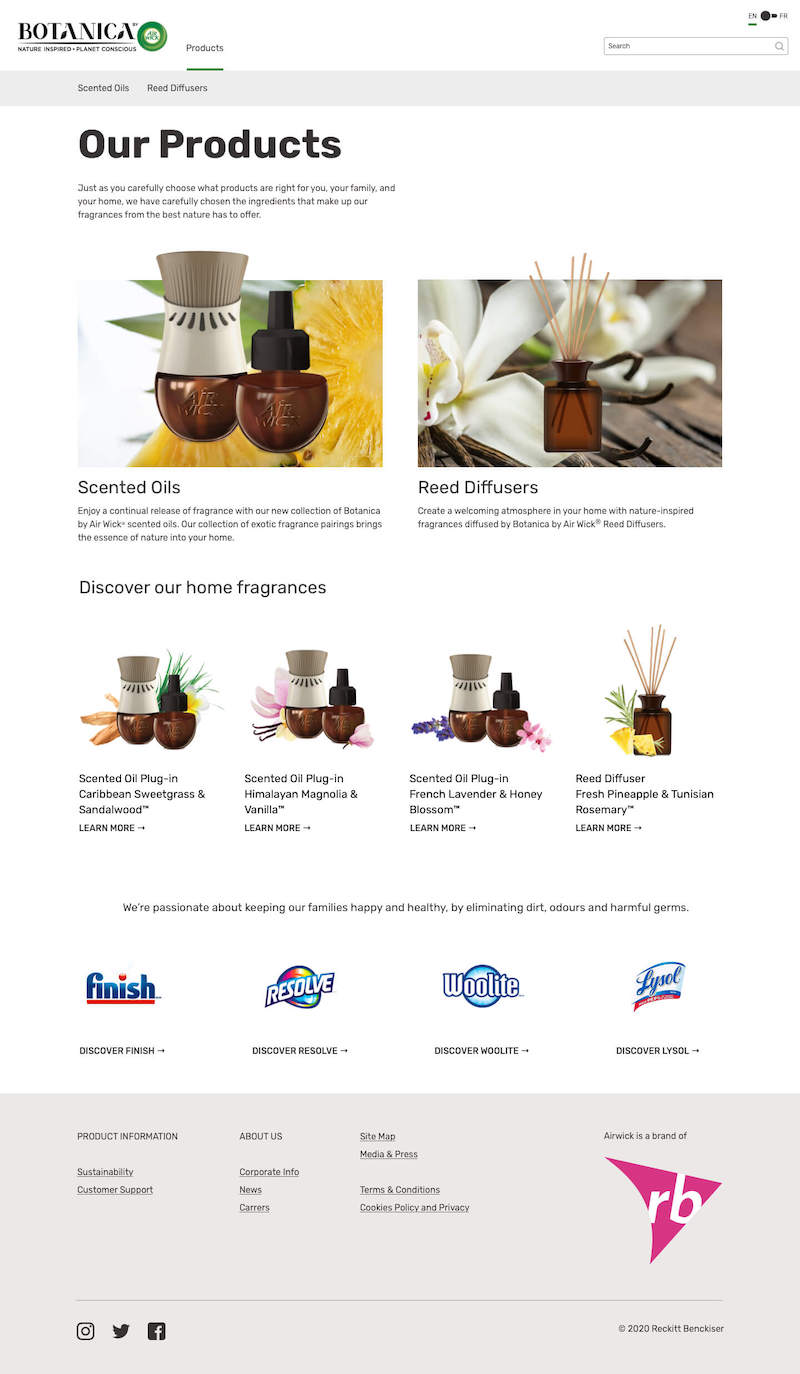 BOTANICA
AIR WICK
NATURE INSPIRED • PLANET CONSCIOUS
Products
EN FR
Search
Scented Oils Reed Diffusers
Our Products
Just as you carefully choose what products are right for you, your family, and
your home, we have carefully chosen the ingredients that make up our
fragrances from the best nature has to offer.
AIR WICK
AIR WICK
Scented Oils
Enjoy a continual release of fragrance with our new collection of Botanica
by Air Wick® scented oils. Our collection of exotic fragrance pairings brings
the essence of nature into your home.
Reed Diffusers
Create a welcoming atmosphere in your home with nature-inspired
fragrances diffused by Botanica by Air Wick® Reed Diffusers.
Discover our home fragrances
Scented Oil Plug-in
Caribbean Sweetgrass &
Sandalwood™
LEARN MORE →
Scented Oil Plug-in
Himalayan Magnolia &
Vanilla™
LEARN MORE →
Scented Oil Plug-in
French Lavender & Honey
Blossom™
LEARN MORE →
Reed Diffuser
Fresh Pineapple & Tunisian
Rosemary™
LEARN MORE →
We're passionate about keeping our families happy and healthy, by eliminating dirt, odours and harmful germs.
finish
RESOLVE
Woolite
Lysol
DISCOVER FINISH →
DISCOVER RESOLVE →
DISCOVER WOOLITE →
DISCOVER LYSOL →
PRODUCT INFORMATION
Sustainability
Customer Support
ABOUT US
Corporate Info
News
Carrers
Site Map
Media & Press
Terms & Conditions
Cookies Policy and Privacy
Airwick is a brand of
rb
© 2020 Reckitt Benckiser